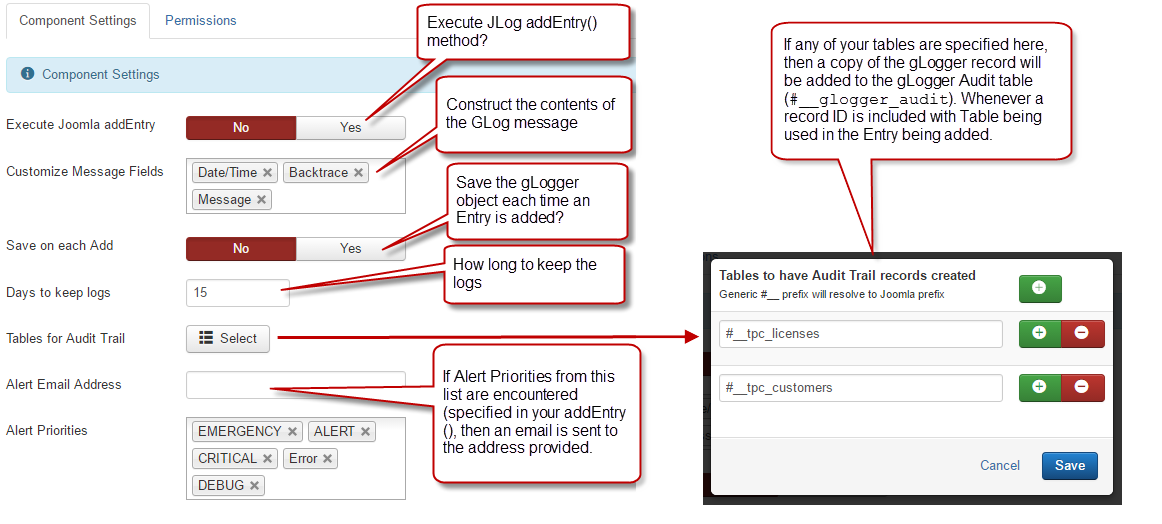 Component Settings
Permissions
Component Settings
Execute Joomla addEntry
No
Yes
Customize Message Fields
Date/Time ×
Backtrace ×
Message ×
Save on each Add
No
Yes
Days to keep logs
15
Tables for Audit Trail
Select
Alert Email Address
Alert Priorities
EMERGENCY ×
ALERT ×
CRITICAL ×
Error ×
DEBUG ×
Execute JLog addEntry()
method?
Construct the contents of
the GLog message
Save the gLogger
object each time an
Entry is added?
How long to keep the
logs
If Alert Priorities from this
list are encountered
(specified in your addEntry
(), then an email is sent to
the address provided.
If any of your tables are specified here,
then a copy of the gLogger record will
be added to the gLogger Audit table
(#__glogger_audit). Whenever a
record ID is included with Table being
used in the Entry being added.
Tables to have Audit Trail records created
Generic #__ prefix will resolve to Joomla prefix
#__tpc_licenses
#__tpc_customers
Cancel
Save